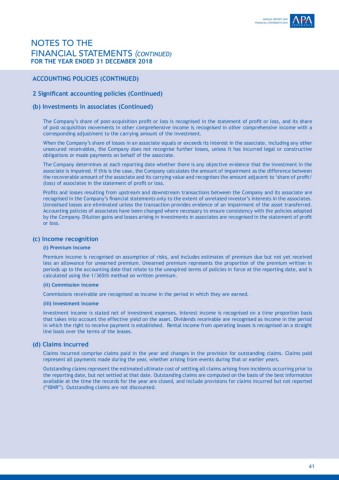 ANNUAL REPORT AND
FINANCIAL STATEMENTS 2018
APA
NOTES TO THE
FINANCIAL STATEMENTS (CONTINUED)
FOR THE YEAR ENDED 31 DECEMBER 2018
ACCOUNTING POLICIES (CONTINUED)
2 Significant accounting policies (Continued)
(b) Investments in associates (Continued)
The Company's share of post-acquisition profit or loss is recognised in the statement of profit or loss, and its share
of post-acquisition movements in other comprehensive income is recognised in other comprehensive income with a
corresponding adjustment to the carrying amount of the investment.
When the Company's share of losses in an associate equals or exceeds its interest in the associate, including any other
unsecured receivables, the Company does not recognise further losses, unless it has incurred legal or constructive
obligations or made payments on behalf of the associate.
The Company determines at each reporting date whether there is any objective evidence that the investment in the
associate is impaired. If this is the case, the Company calculates the amount of impairment as the difference between
the recoverable amount of the associate and its carrying value and recognises the amount adjacent to 'share of profit/
(loss) of associates in the statement of profit or loss.
Profits and losses resulting from upstream and downstream transactions between the Company and its associate are
recognised in the Company's financial statements only to the extent of unrelated investor's interests in the associates.
Unrealised losses are eliminated unless the transaction provides evidence of an impairment of the asset transferred.
Accounting policies of associates have been changed where necessary to ensure consistency with the policies adopted
by the Company. Dilution gains and losses arising in investments in associates are recognised in the statement of profit
or loss.
(c) Income recognition
(i) Premium income
Premium income is recognised on assumption of risks, and includes estimates of premium due but not yet received
less an allowance for unearned premium. Unearned premium represents the proportion of the premium written in
periods up to the accounting date that relate to the unexpired terms of policies in force at the reporting date, and is
calculated using the 1/365th method on written premium.
(ii) Commission income
Commissions receivable are recognised as income in the period in which they are earned.
(iii) Investment income
Investment income is stated net of investment expenses. Interest income is recognised on a time proportion basis
that takes into account the effective yield on the asset. Dividends receivable are recognised as income in the period
in which the right to receive payment is established. Rental income from operating leases is recognised on a straight
line basis over the terms of the leases.
(d) Claims incurred
Claims incurred comprise claims paid in the year and changes in the provision for outstanding claims. Claims paid
represent all payments made during the year, whether arising from events during that or earlier years.
Outstanding claims represent the estimated ultimate cost of settling all claims arising from incidents occurring prior to
the reporting date, but not settled at that date. Outstanding claims are computed on the basis of the best information
available at the time the records for the year are closed, and include provisions for claims incurred but not reported
("IBNR"). Outstanding claims are not discounted.
41